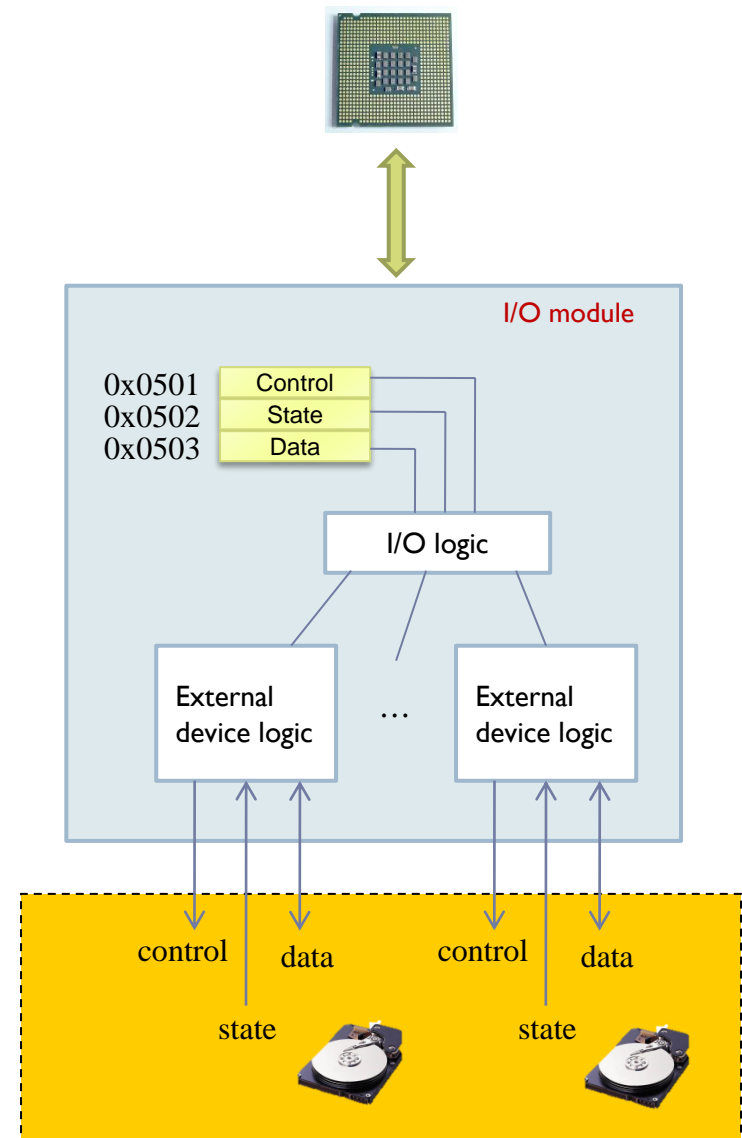 I/O module
0x0501 Control
0x0502 State
0x0503 Data
I/O logic
External
device logic
...
External
device logic
control
data
control
data
state
state